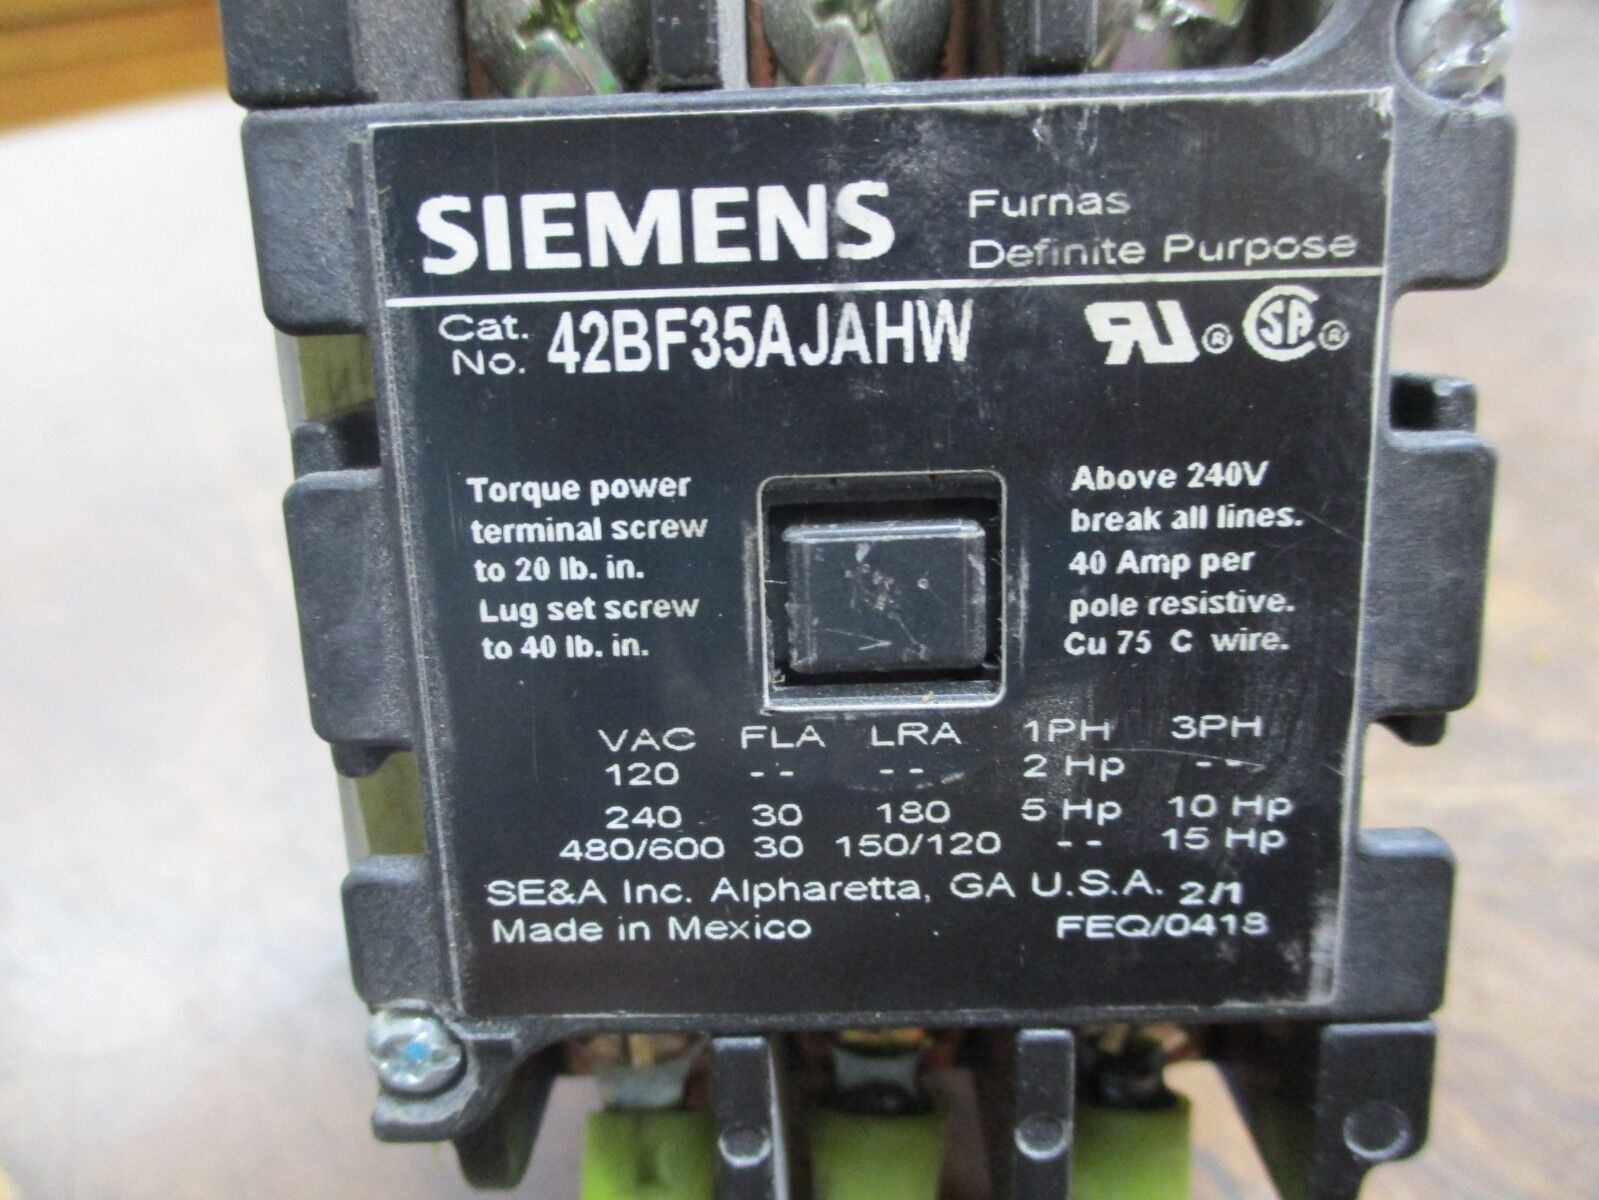 SIEMENS
Furnas
Definite Purpose
Cat. No. 42BF35AJAHW
RU® CSA®
Torque power
terminal screw
to 20 lb. in.
Lug set screw
to 40 lb. in.
Above 240V
break all lines.
40 Amp per
pole resistive.
Cu 75 C wire.
VAC FLA LRA 1PH 3PH
120 -- -- 2 Hp --
240 30 180 5 Hp 10 Hp
480/600 30 150/120 -- 15 Hp
SE&A Inc. Alpharetta, GA U.S.A. 2/1
Made in Mexico FEQ/0418